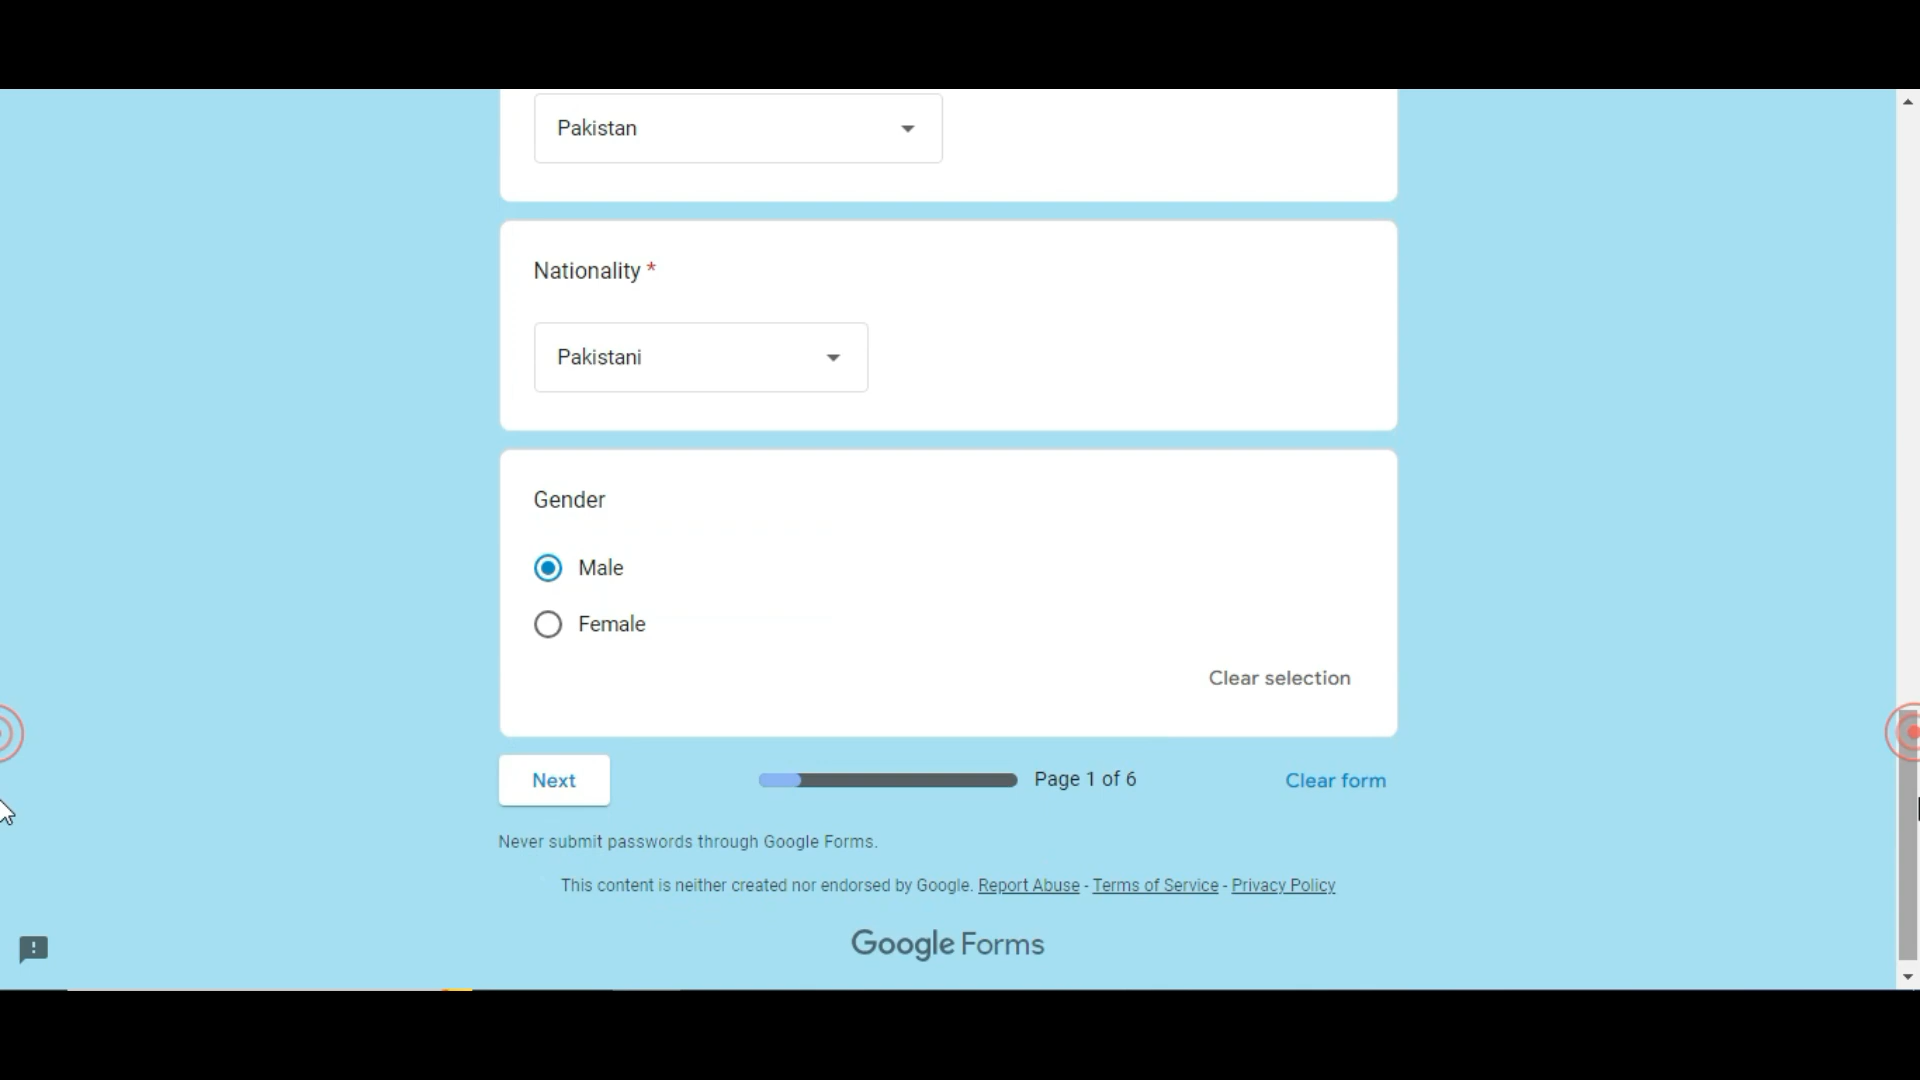 Pakistan
Nationality *
Pakistani
Gender
Male
Female
Clear selection
Next
Page 1 of 6
Clear form
Never submit passwords through Google Forms.
This content is neither created nor endorsed by Google. Report Abuse - Terms of Service - Privacy Policy
Google Forms